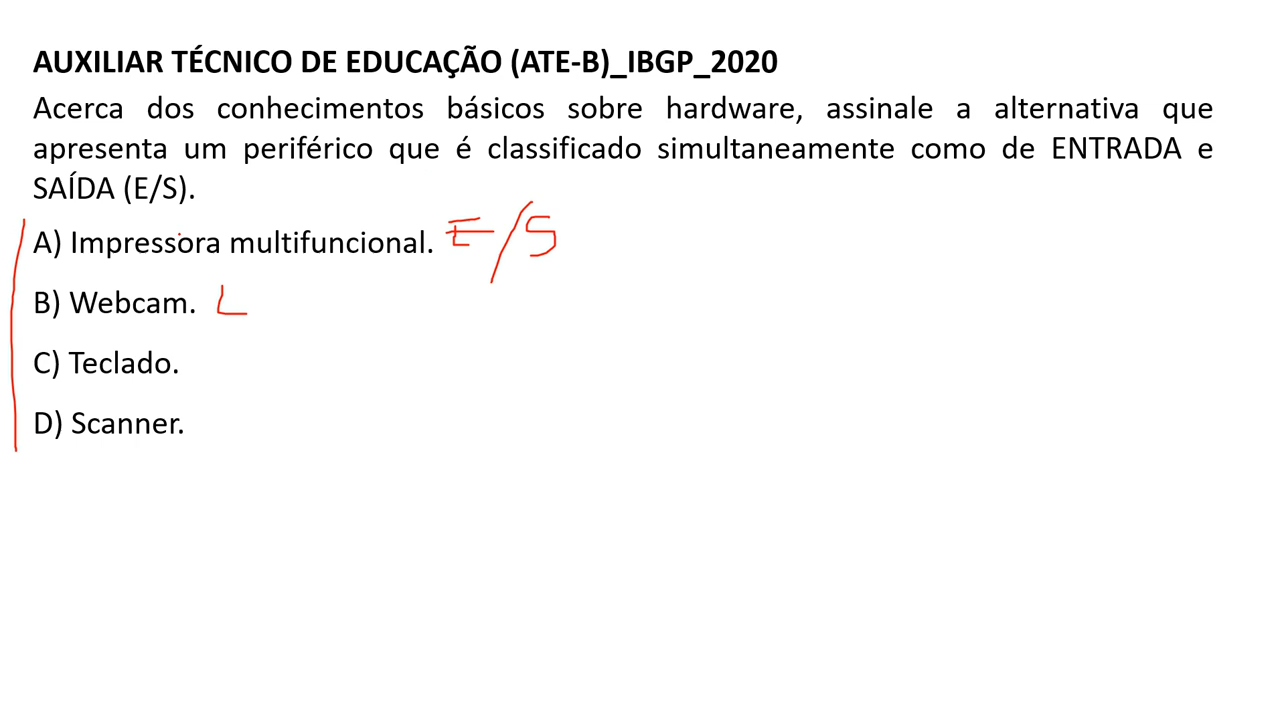 AUXILIAR TÉCNICO DE EDUCAÇÃO (ATE-B)_IBGP_2020
Acerca dos conhecimentos básicos sobre hardware, assinale a alternativa que
apresenta um periférico que é classificado simultaneamente como de ENTRADA e
SAÍDA (E/S).
A) Impressora multifuncional. E/S
B) Webcam.
C) Teclado.
D) Scanner.